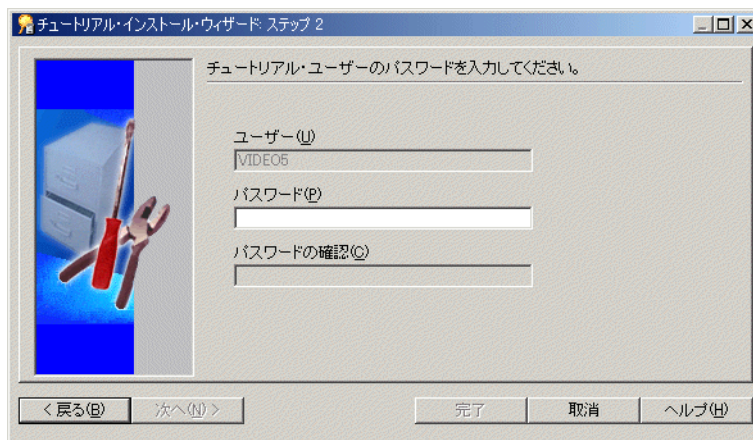 チュートリアル・インストール・ウィザード: ステップ 2
チュートリアル・ユーザーのパスワードを入力してください。
ユーザー(U)
VIDEO5
パスワード(P)
パスワードの確認(C)
< 戻る(B)
次へ(N) >
完了
取消
ヘルプ(H)